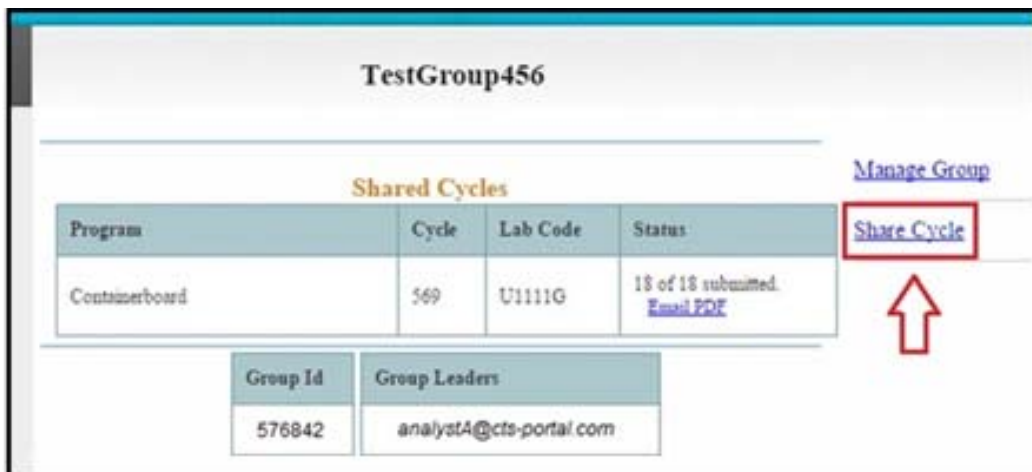 TestGroup456
Manage Group
Shared Cycles
Program Cycle Lab Code Status
Share Cycle
Containerboard 569 U1111G 18 of 18 submitted.
Email PDF
Group Id Group Leaders
576842 analystA@cts-portal.com